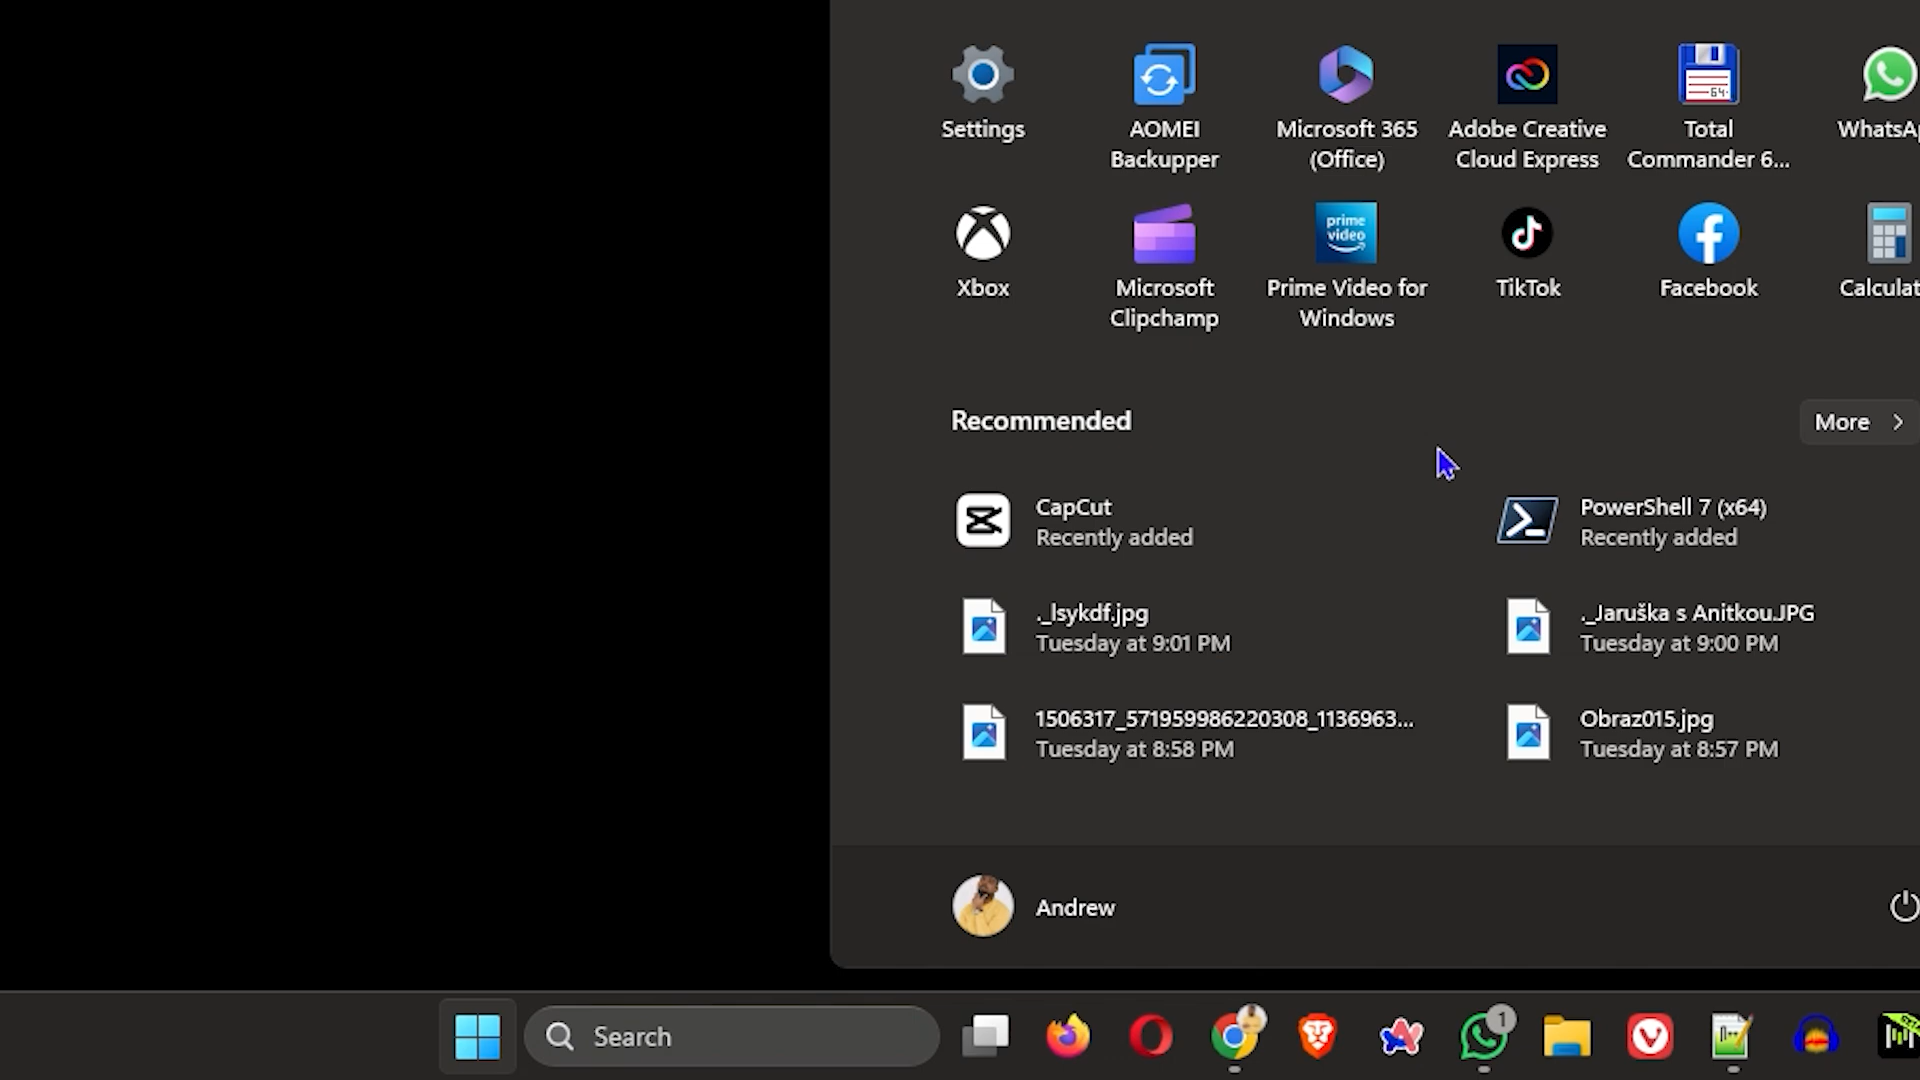 Settings
AOMEI
Backupper
Microsoft 365
(Office)
Adobe Creative
Cloud Express
64
Total
Commander 6...
WhatsAp
Xbox
Microsoft
Clipchamp
prime
video
Prime Video for
Windows
TikTok
Facebook
Calculat
Recommended
More
CapCut
Recently added
PowerShell 7 (x64)
Recently added
._lsykdf.jpg
Tuesday at 9:01 PM
._Jaruška s Anitkou.JPG
Tuesday at 9:00 PM
1506317_571959986220308_1136963...
Tuesday at 8:58 PM
Obraz015.jpg
Tuesday at 8:57 PM
Andrew
Search
1